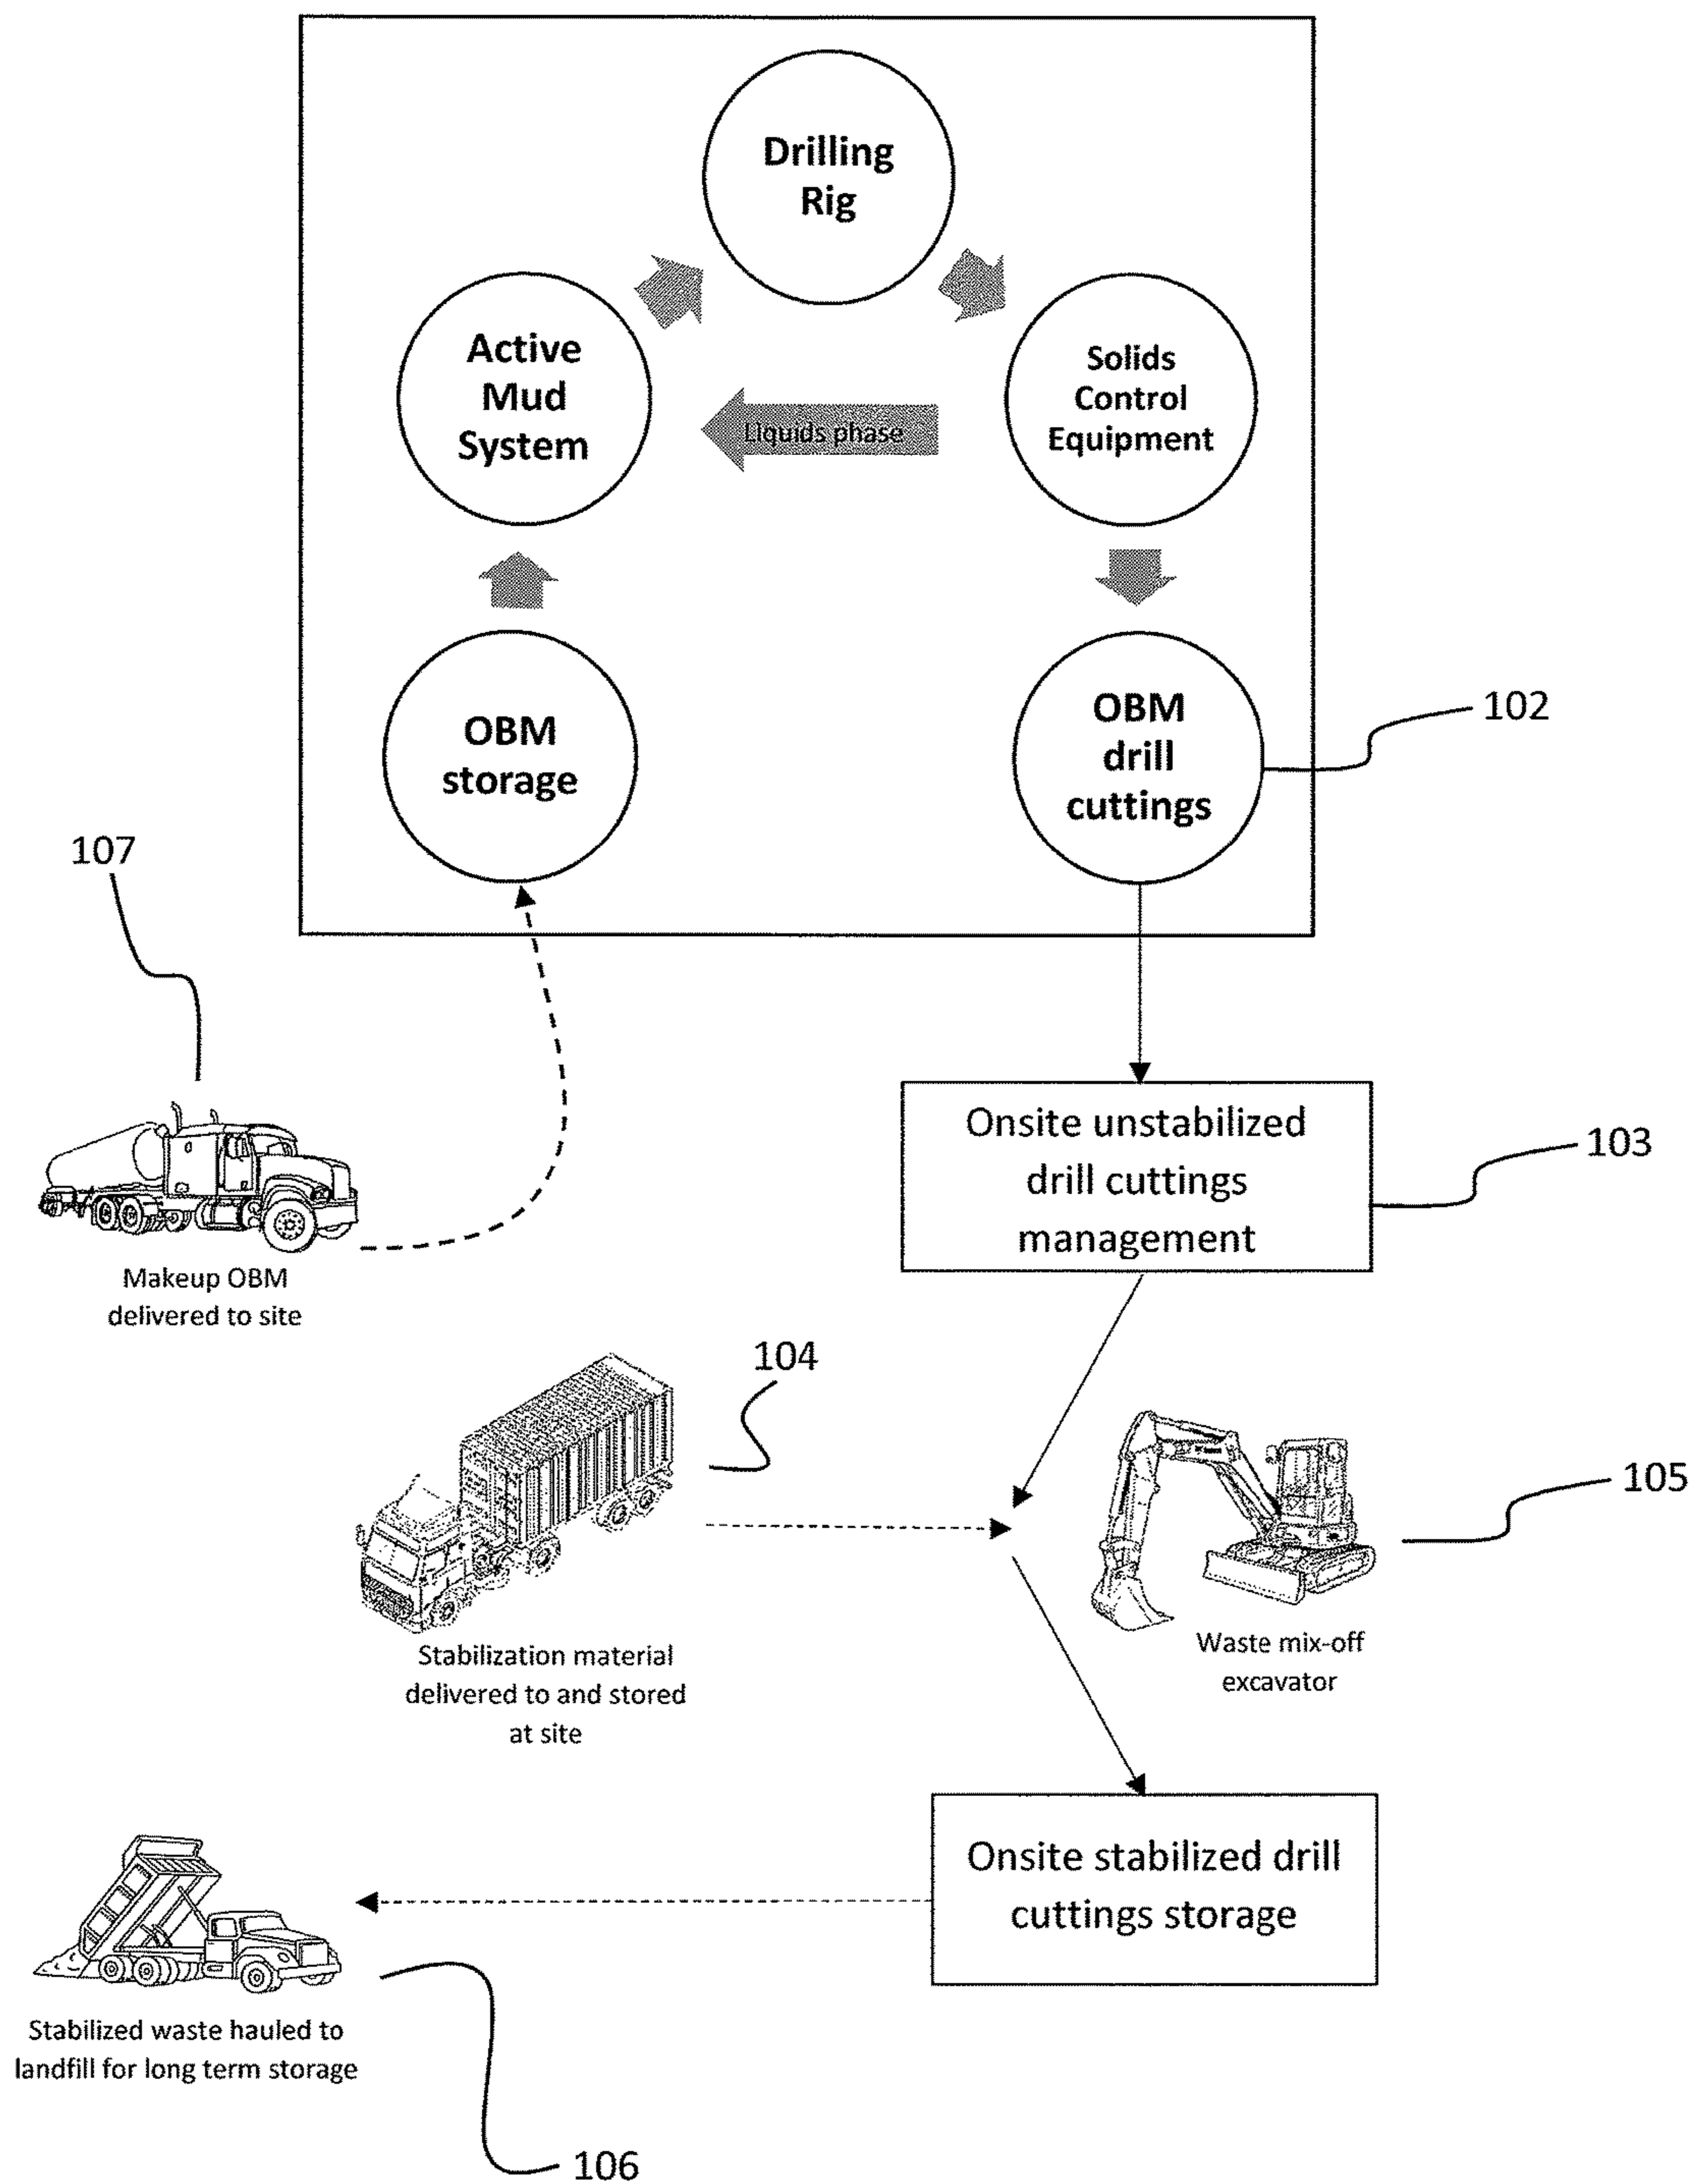 Drilling
Rig
Active
Mud
System
Liquids phase
Solids
Control
Equipment
OBM
storage
OBM
drill
cuttings
102
107
Onsite unstabilized
drill cuttings
management
103
Makeup OBM
delivered to site
104
105
Stabilization material
delivered to and stored
at site
Waste mix-off
excavator
Onsite stabilized drill
cuttings storage
Stabilized waste hauled to
landfill for long term storage
106